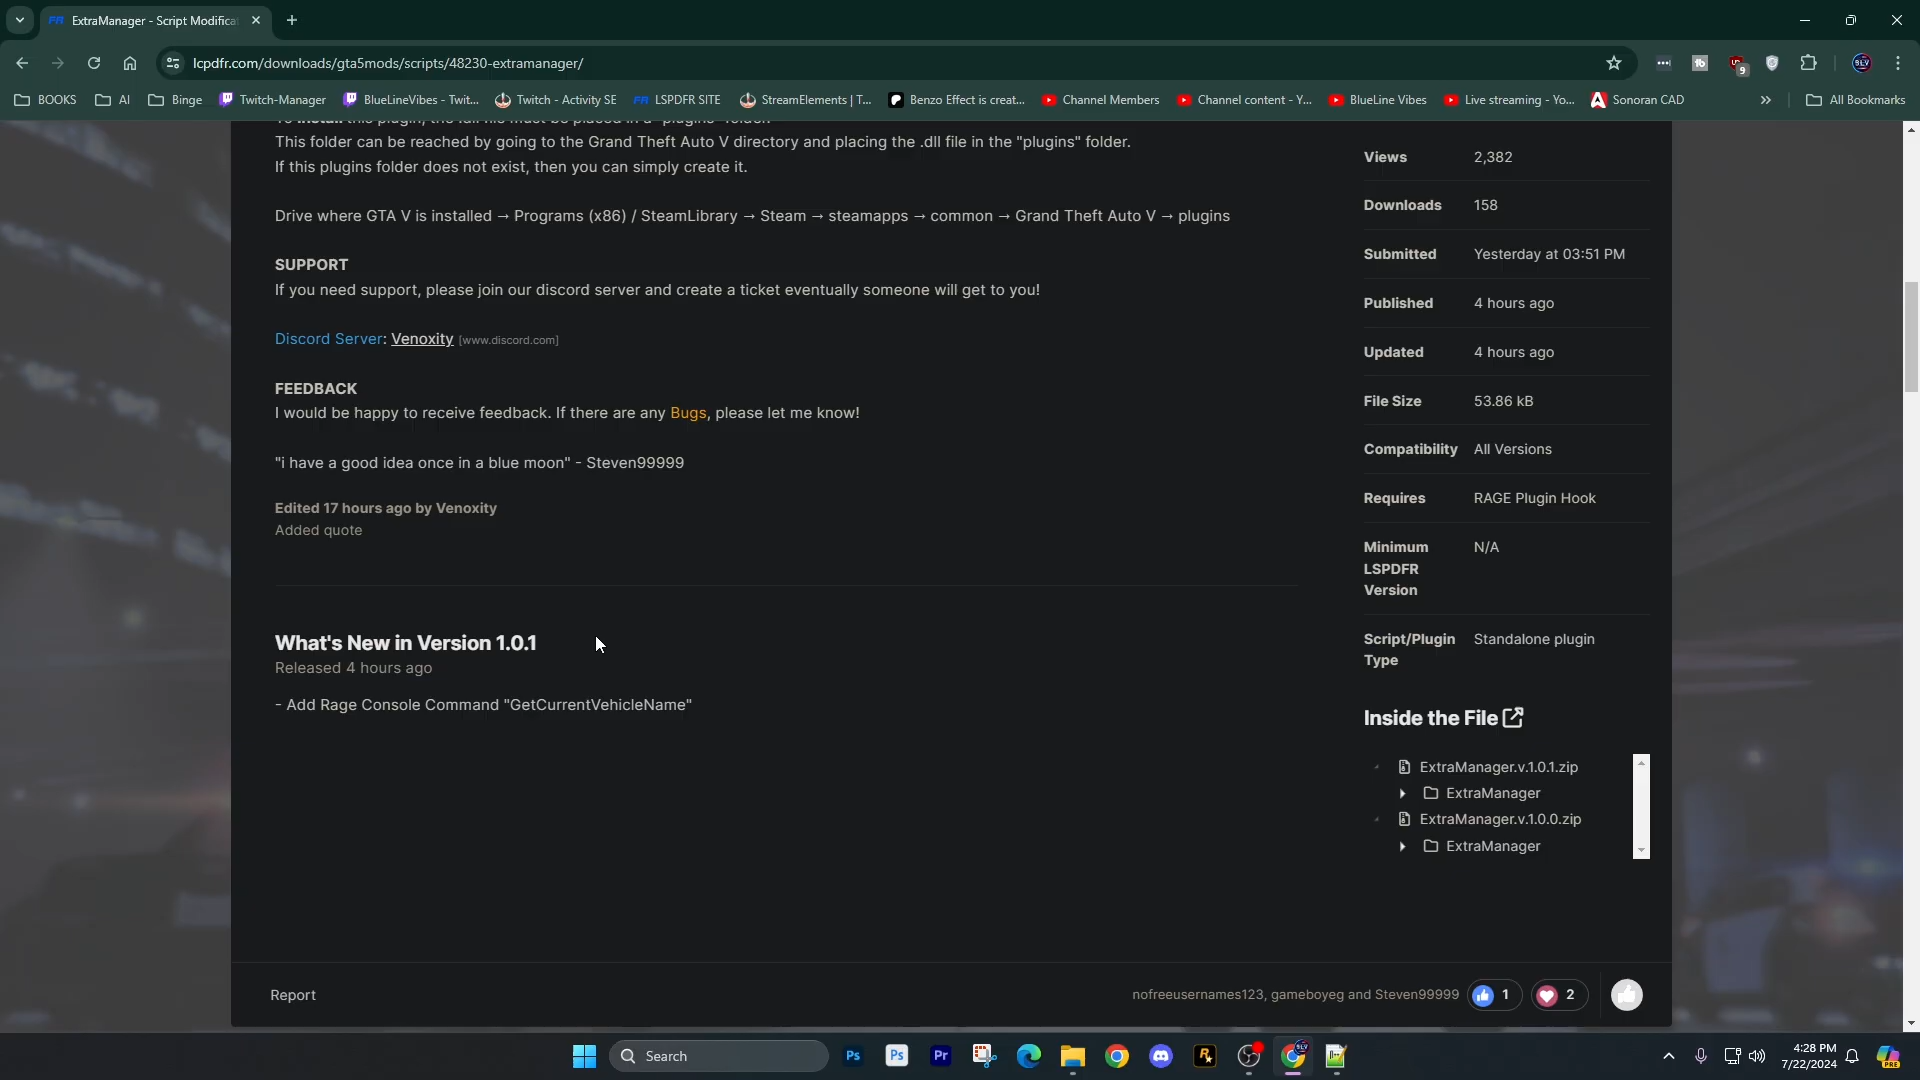 ExtraManager - Script Modifica
lcpdfr.com/downloads/gta5mods/scripts/48230-extramanager/
9
BOOKS
AI
Binge
Twitch-Manager
BlueLineVibes - Twit...
Twitch - Activity SE
LSPDFR SITE
StreamElements | T...
Benzo Effect is creat...
Channel Members
Channel content - Y...
BlueLine Vibes
Live streaming - Yo...
Sonoran CAD
All Bookmarks
This folder can be reached by going to the Grand Theft Auto V directory and placing the .dll file in the "plugins" folder.
If this plugins folder does not exist, then you can simply create it.
Drive where GTA V is installed → Programs (x86) / SteamLibrary → Steam → steamapps → common → Grand Theft Auto V → plugins
SUPPORT
If you need support, please join our discord server and create a ticket eventually someone will get to you!
Discord Server: Venoxity [www.discord.com]
FEEDBACK
I would be happy to receive feedback. If there are any Bugs, please let me know!
"i have a good idea once in a blue moon" - Steven99999
Edited 17 hours ago by Venoxity
Added quote
What's New in Version 1.0.1
Released 4 hours ago
- Add Rage Console Command "GetCurrentVehicleName"
Views 2,382
Downloads 158
Submitted Yesterday at 03:51 PM
Published 4 hours ago
Updated 4 hours ago
File Size 53.86 kB
Compatibility All Versions
Requires RAGE Plugin Hook
Minimum N/A
LSPDFR
Version
Script/Plugin Standalone plugin
Type
Inside the File
ExtraManager.v.1.0.1.zip
ExtraManager
ExtraManager.v.1.0.0.zip
ExtraManager
Report
nofreeusernames123, gameboyeg and Steven99999 1 2
Search
Ps
Ps
Pr
4:28 PM
7/22/2024
PRE